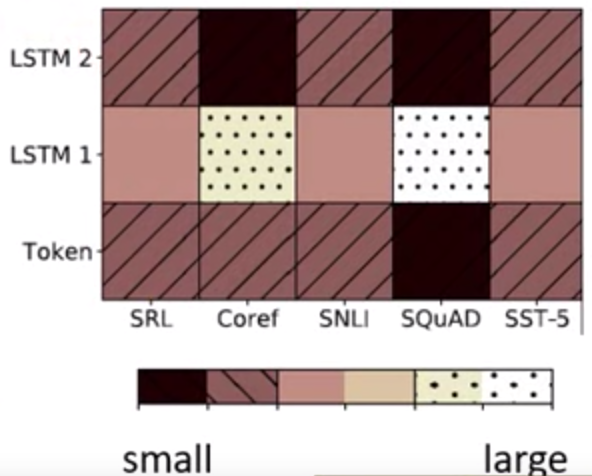 LSTM 2
LSTM 1
Token
SRL Coref SNLI SQuAD SST-5
small large